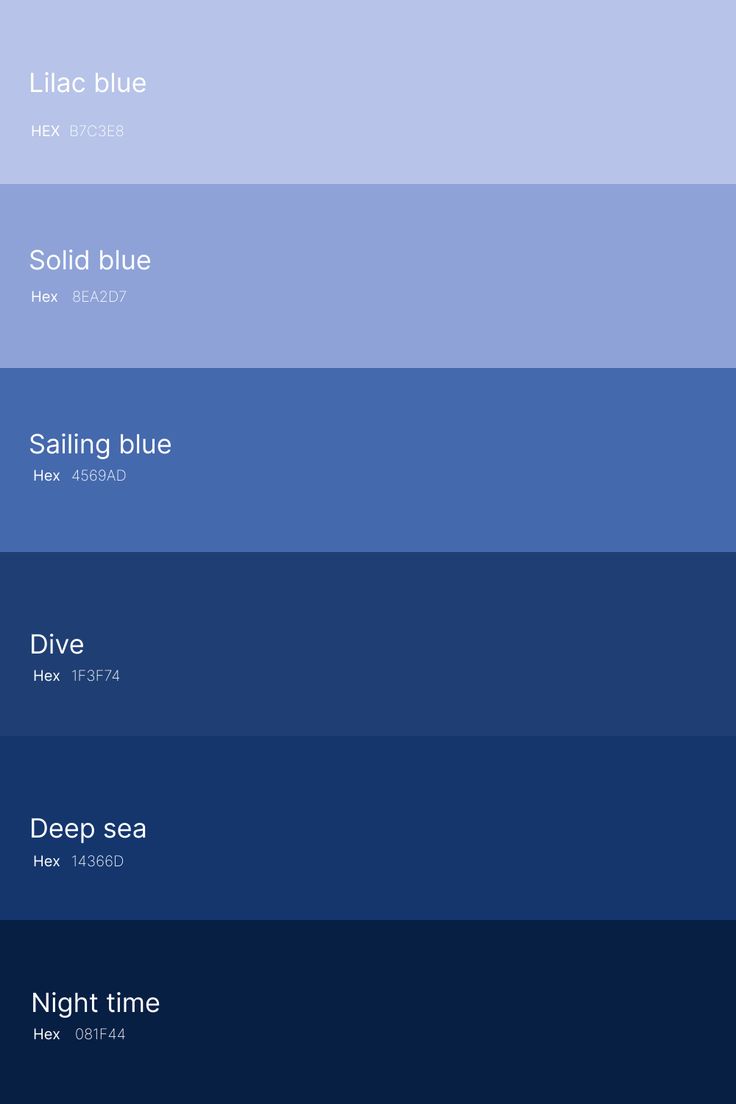 Lilac blue
HEX B7C3E8
Solid blue
Hex 8EA2D7
Sailing blue
Hex 4569AD
Dive
Hex 1F3F74
Deep sea
Hex 14366D
Night time
Hex 081F44